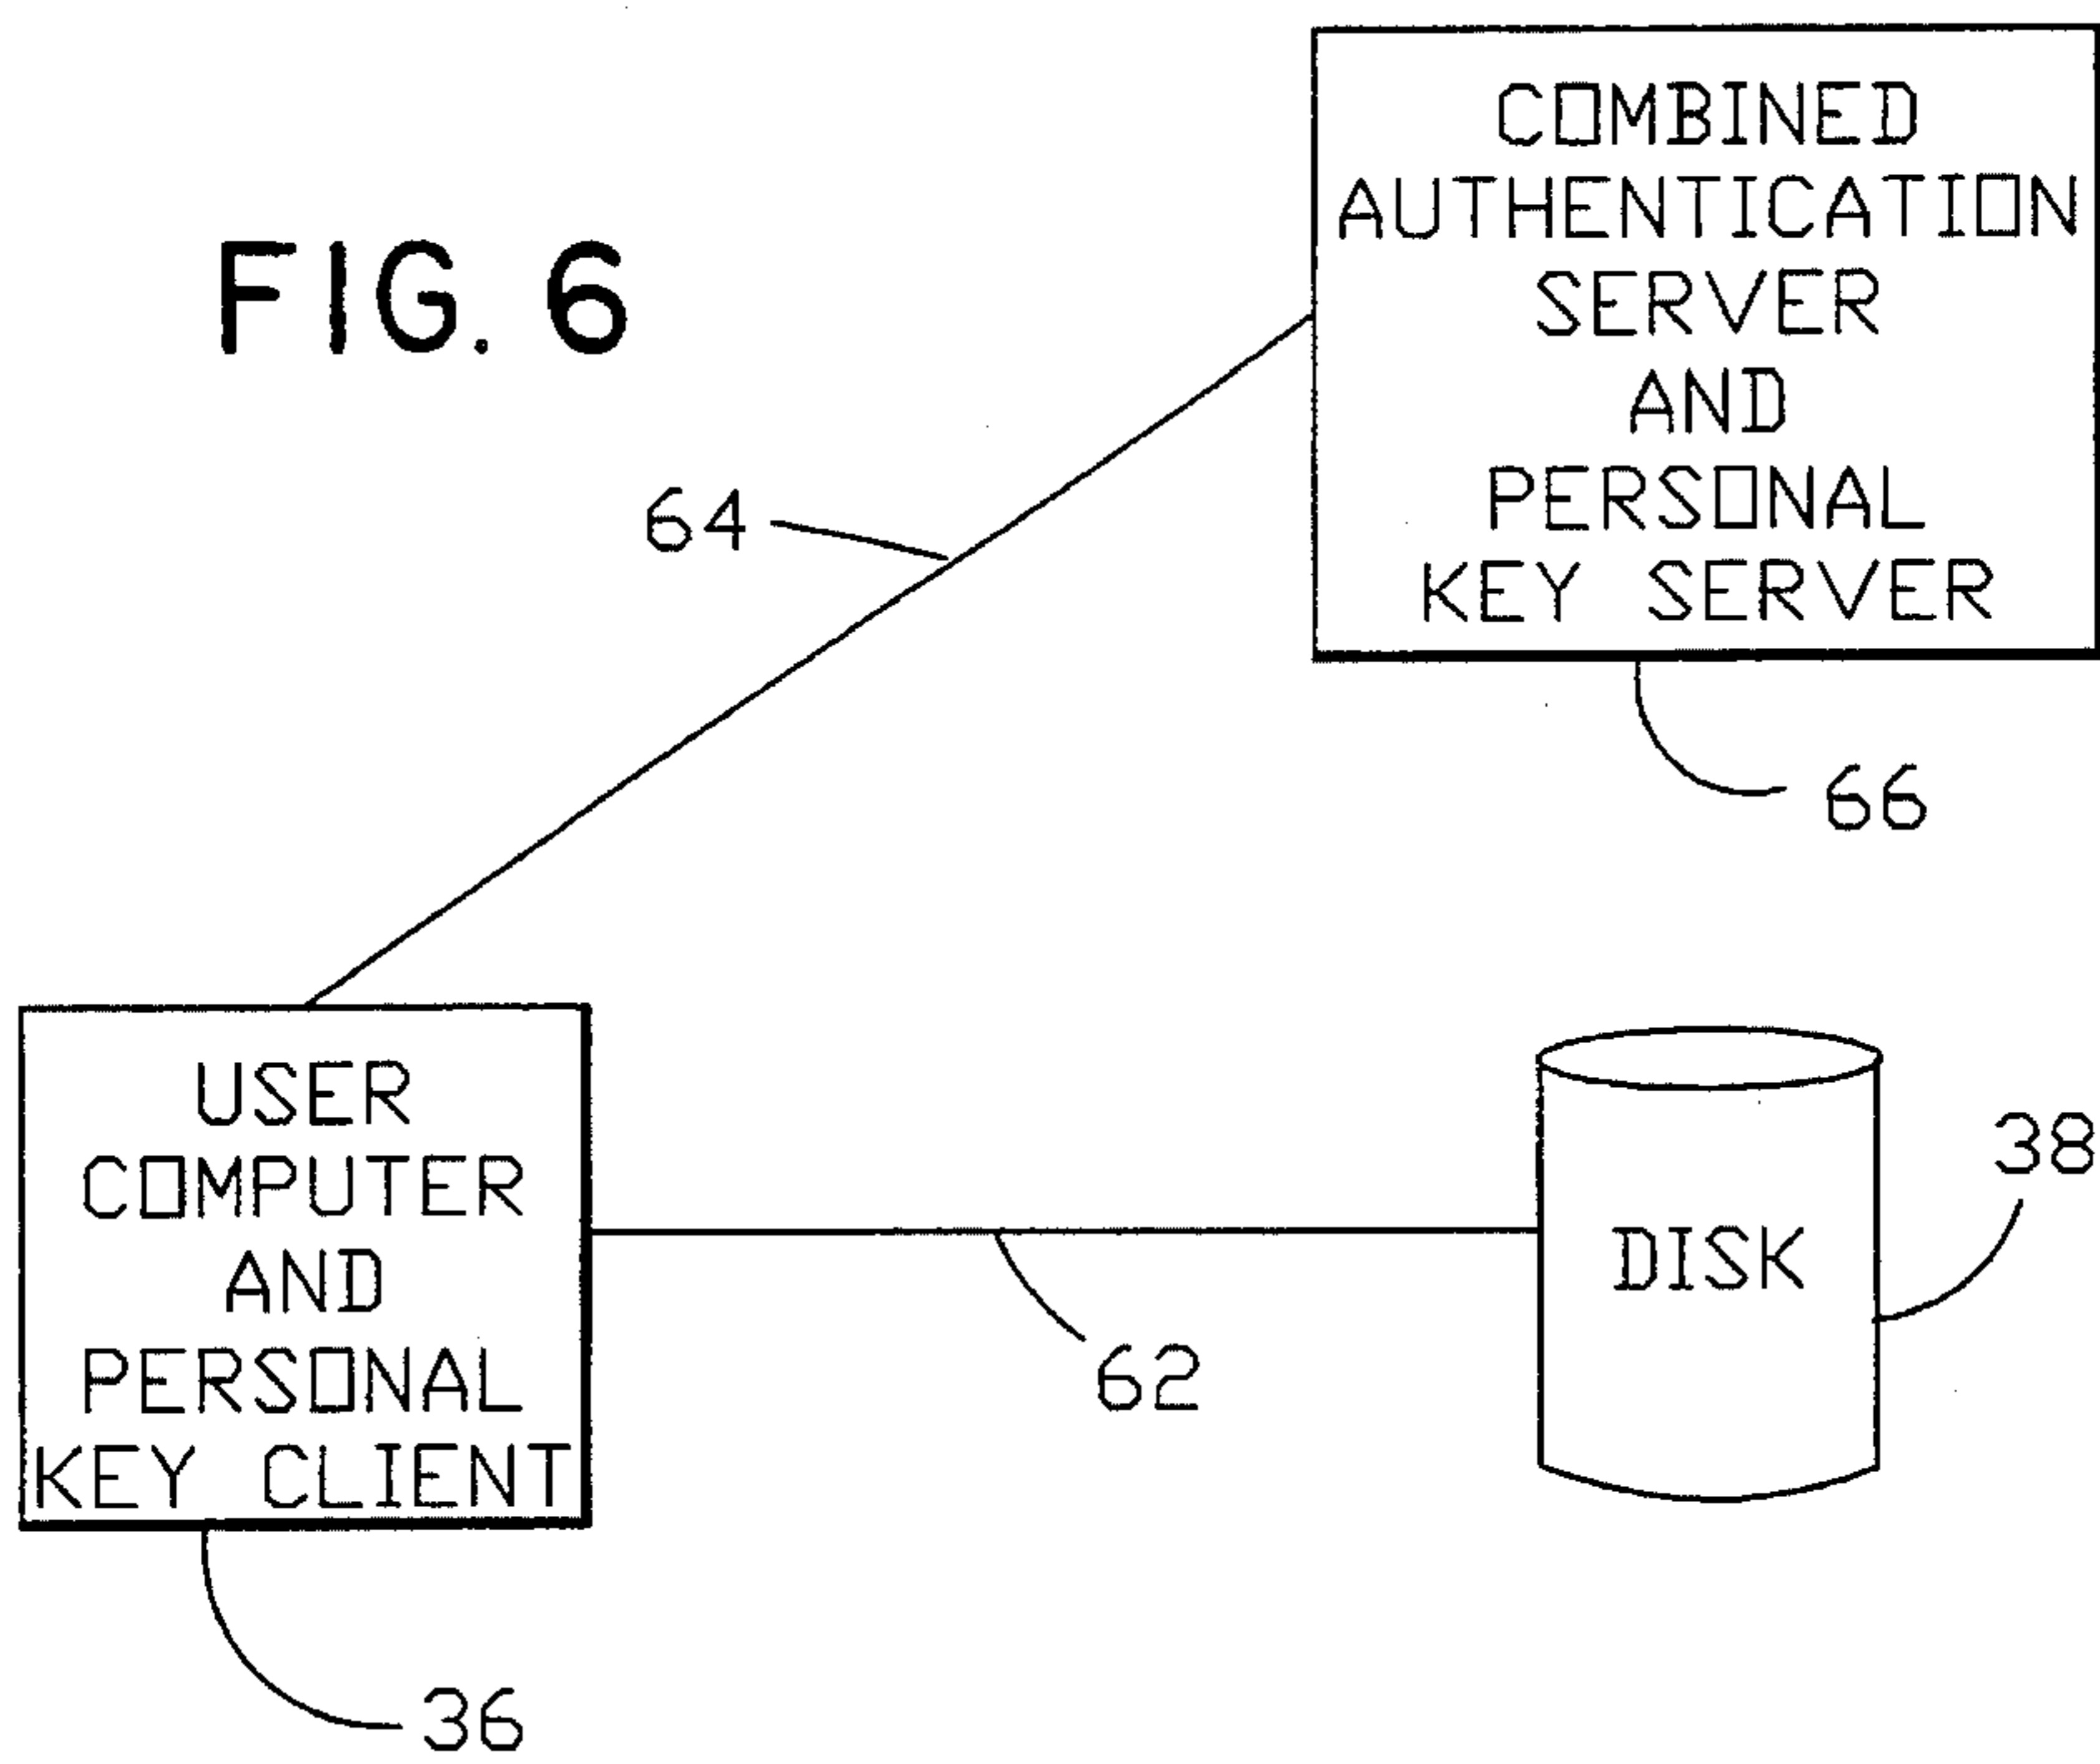 FIG. 6
COMBINED
AUTHENTICATION
SERVER
AND
PERSONAL
KEY SERVER
64
66
USER
COMPUTER
AND
PERSONAL
KEY CLIENT
DISK
38
62
36